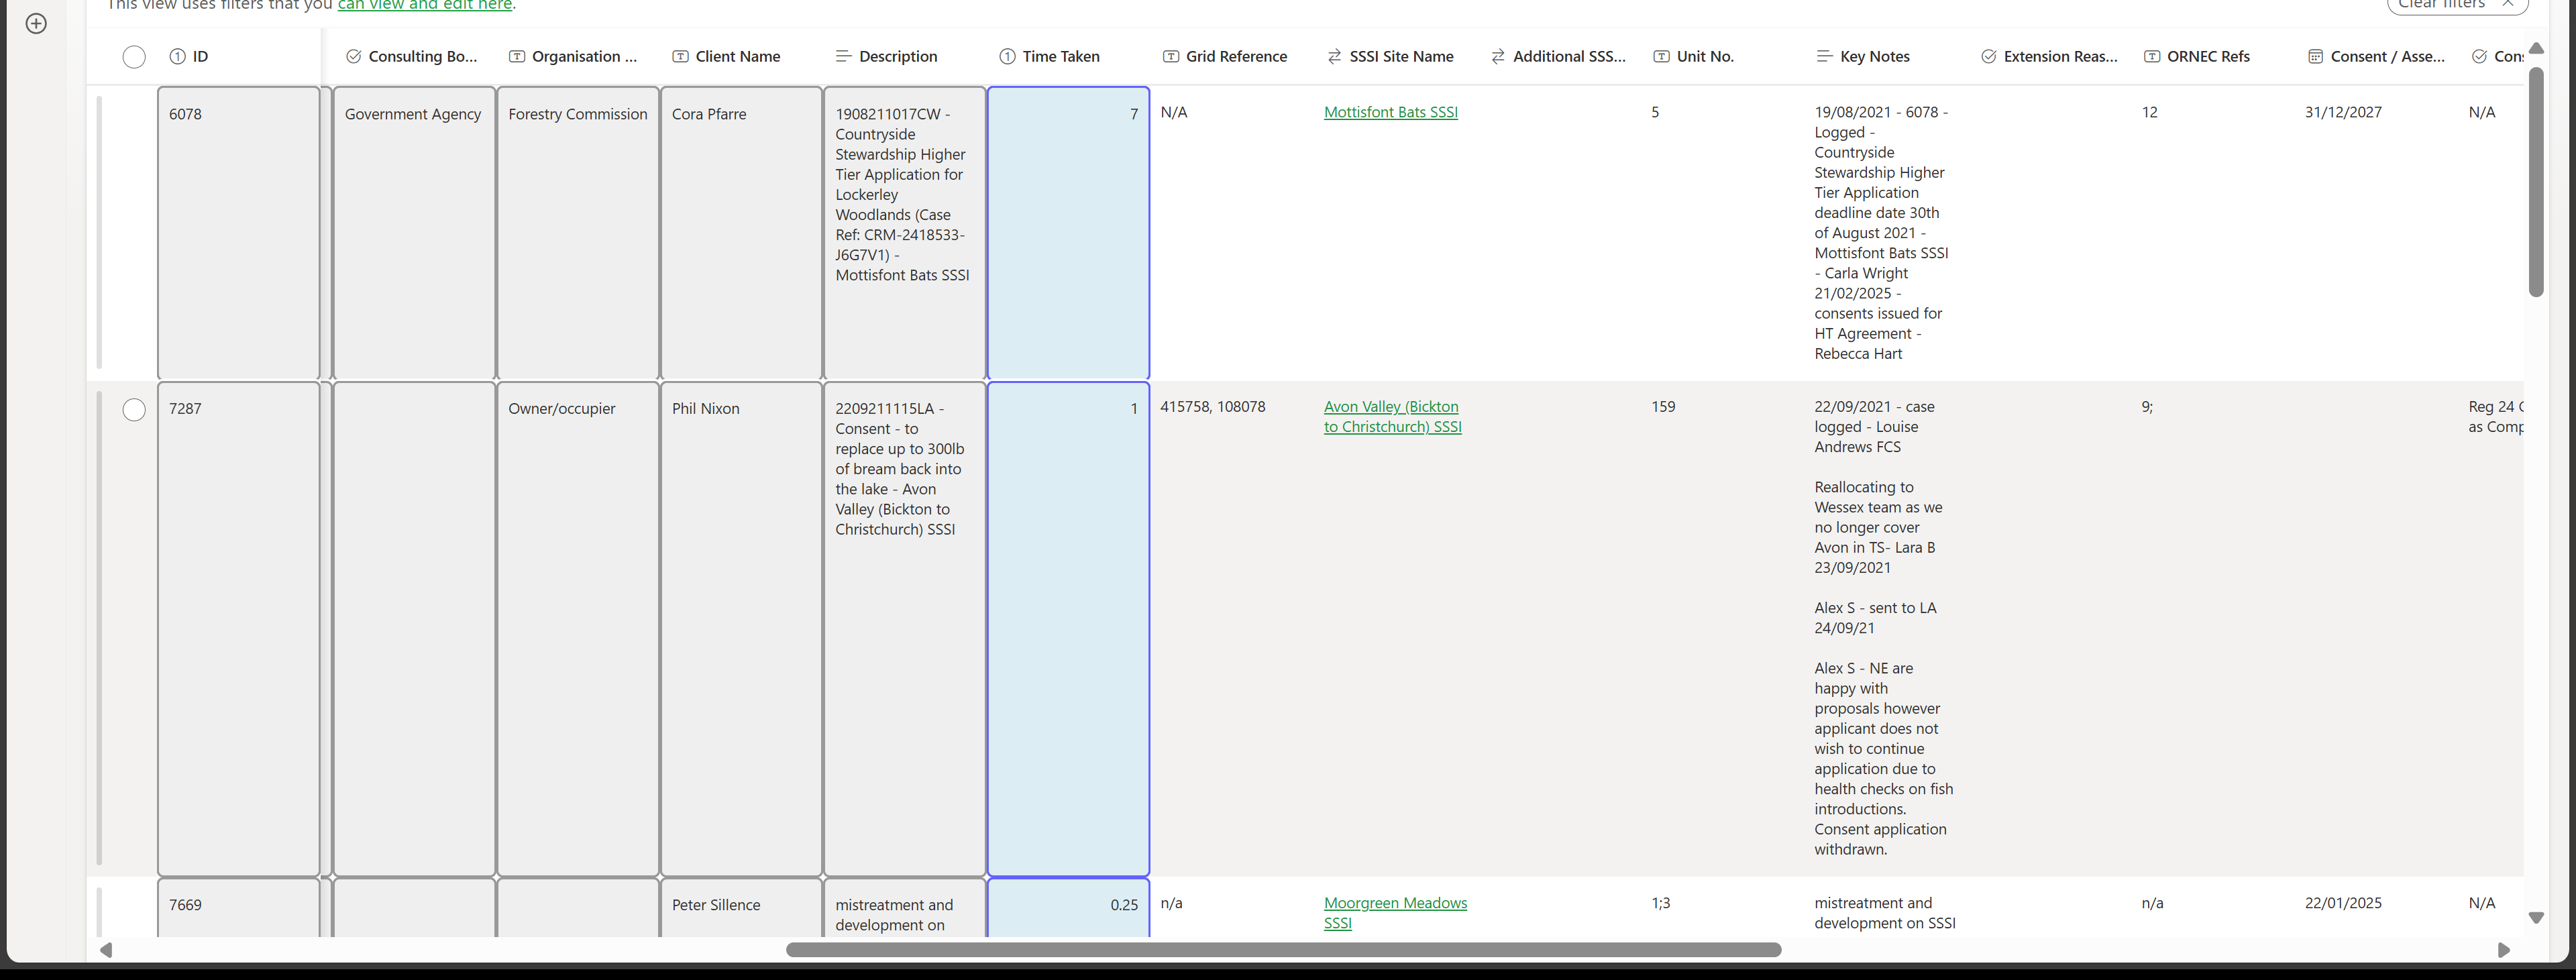 This view uses filters that you can view and edit here.
Clear filters
ID
Consulting Bo...
Organisation ...
Client Name
Description
Time Taken
Grid Reference
SSSI Site Name
Additional SSS...
Unit No.
Key Notes
Extension Reas...
ORNEC Refs
Consent / Asse...
Cons
6078
Government Agency
Forestry Commission
Cora Pfarre
1908211017CW -
Countryside
Stewardship Higher
Tier Application for
Lockerley
Woodlands (Case
Ref: CRM-2418533-
J6G7V1) -
Mottisfont Bats SSSI
7
N/A
Mottisfont Bats SSSI
5
19/08/2021 - 6078 -
Logged -
Countryside
Stewardship Higher
Tier Application
deadline date 30th
of August 2021 -
Mottisfont Bats SSSI
- Carla Wright
21/02/2025 -
consents issued for
HT Agreement -
Rebecca Hart
12
31/12/2027
N/A
7287
Owner/occupier
Phil Nixon
2209211115LA -
Consent - to
replace up to 300lb
of bream back into
the lake - Avon
Valley (Bickton to
Christchurch) SSSI
1
415758, 108078
Avon Valley (Bickton
to Christchurch) SSSI
159
22/09/2021 - case
logged - Louise
Andrews FCS
Reallocating to
Wessex team as we
no longer cover
Avon in TS- Lara B
23/09/2021
Alex S - sent to LA
24/09/21
Alex S - NE are
happy with
proposals however
applicant does not
wish to continue
application due to
health checks on fish
introductions.
Consent application
withdrawn.
9;
Reg 24
as Comp
7669
Peter Sillence
mistreatment and
development on
0.25
n/a
Moorgreen Meadows
SSSI
1;3
mistreatment and
development on SSSI
n/a
22/01/2025
N/A